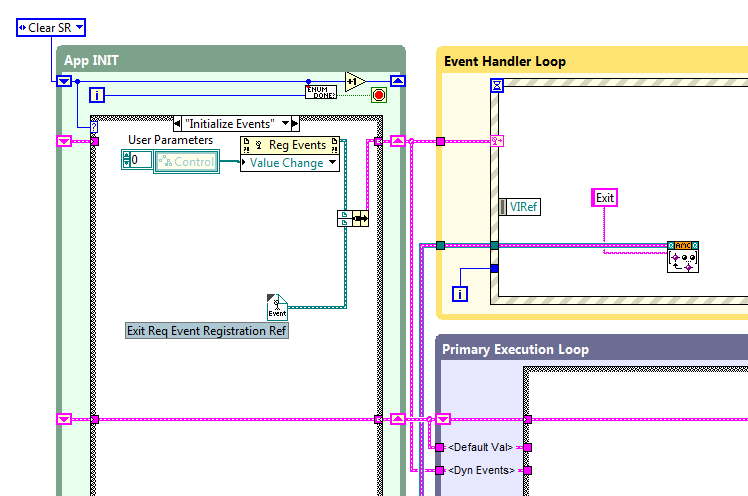 Clear SR
App INIT
+1
i
ENUM
DONE?
"Initialize Events"
?
User Parameters
0
Control
Reg Events
Value Change
Event
Exit Req Event Registration Ref
Event Handler Loop
VIRef
Exit
AMC
i
Primary Execution Loop
<Default Val>
<Dyn Events>